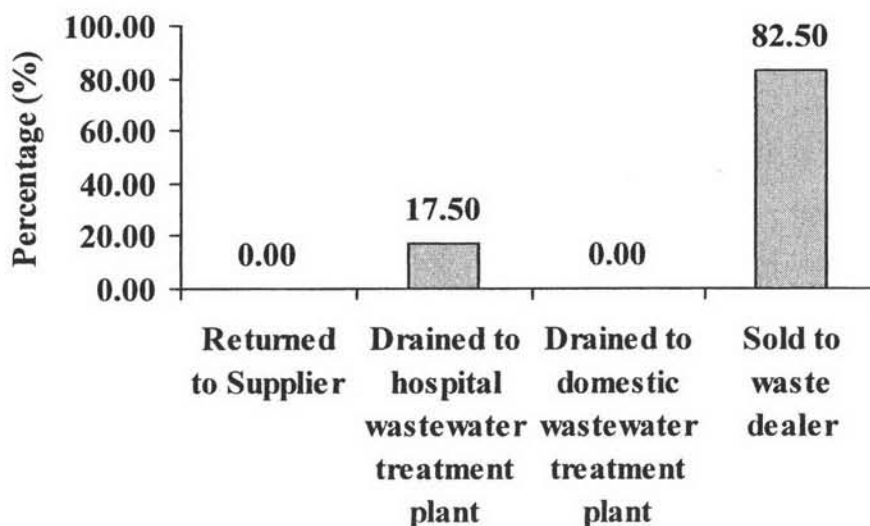 Percentage (%)
100.00
80.00
60.00
40.00
20.00
0.00
0.00
17.50
0.00
82.50
Returned
to Supplier
Drained to
hospital
wastewater
treatment
plant
Drained to
domestic
wastewater
treatment
plant
Sold to
waste
dealer